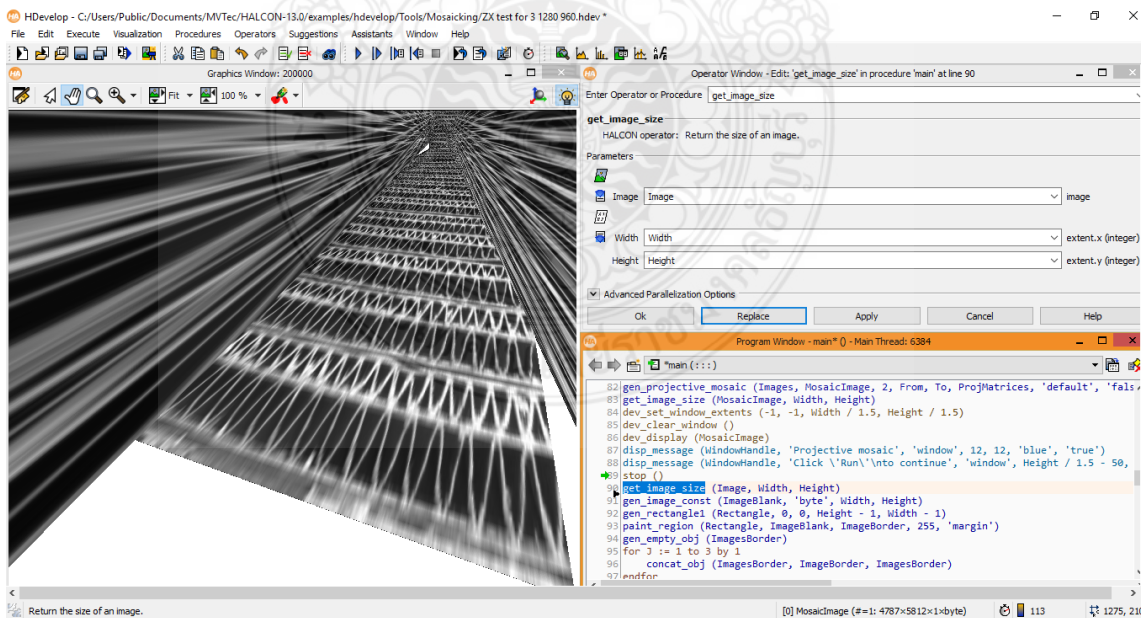 HDevelop - C:/Users/Public/Documents/MVTec/HALCON-13.0/examples/hdevelop/Tools/Mosaicking/ZX test for 3 1280 960.hdev *
File Edit Execute Visualization Procedures Operators Suggestions Assistants Window Help
Graphics Window: 200000
Fit 100 %
Operator Window - Edit: 'get_image_size' in procedure 'main' at line 90
Enter Operator or Procedure get_image_size
get_image_size
HALCON operator: Return the size of an image.
Parameters
Image Image image
Width Width extent.x (integer)
Height Height extent.y (integer)
Advanced Parallelization Options
Ok Replace Apply Cancel Help
Program Window - main* () - Main Thread: 6384
*main ( : : : )
82 gen_projective_mosaic (Images, MosaicImage, 2, From, To, ProjMatrices, 'default', 'fals
83 get_image_size (MosaicImage, Width, Height)
84 dev_set_window_extents (-1, -1, Width / 1.5, Height / 1.5)
85 dev_clear_window ()
86 dev_display (MosaicImage)
87 disp_message (WindowHandle, 'Projective mosaic', 'window', 12, 12, 'blue', 'true')
88 disp_message (WindowHandle, 'Click \'Run\'\nto continue', 'window', Height / 1.5 - 50,
89 stop ()
90 get_image_size (Image, Width, Height)
91 gen_image_const (ImageBlank, 'byte', Width, Height)
92 gen_rectangle1 (Rectangle, 0, 0, Height - 1, Width - 1)
93 paint_region (Rectangle, ImageBlank, ImageBorder, 255, 'margin')
94 gen_empty_obj (ImagesBorder)
95 for J := 1 to 3 by 1
96 concat_obj (ImagesBorder, ImageBorder, ImagesBorder)
97 endfor
Return the size of an image.
[0] MosaicImage (#=1: 4787×5812×1×byte) 113 1275, 210